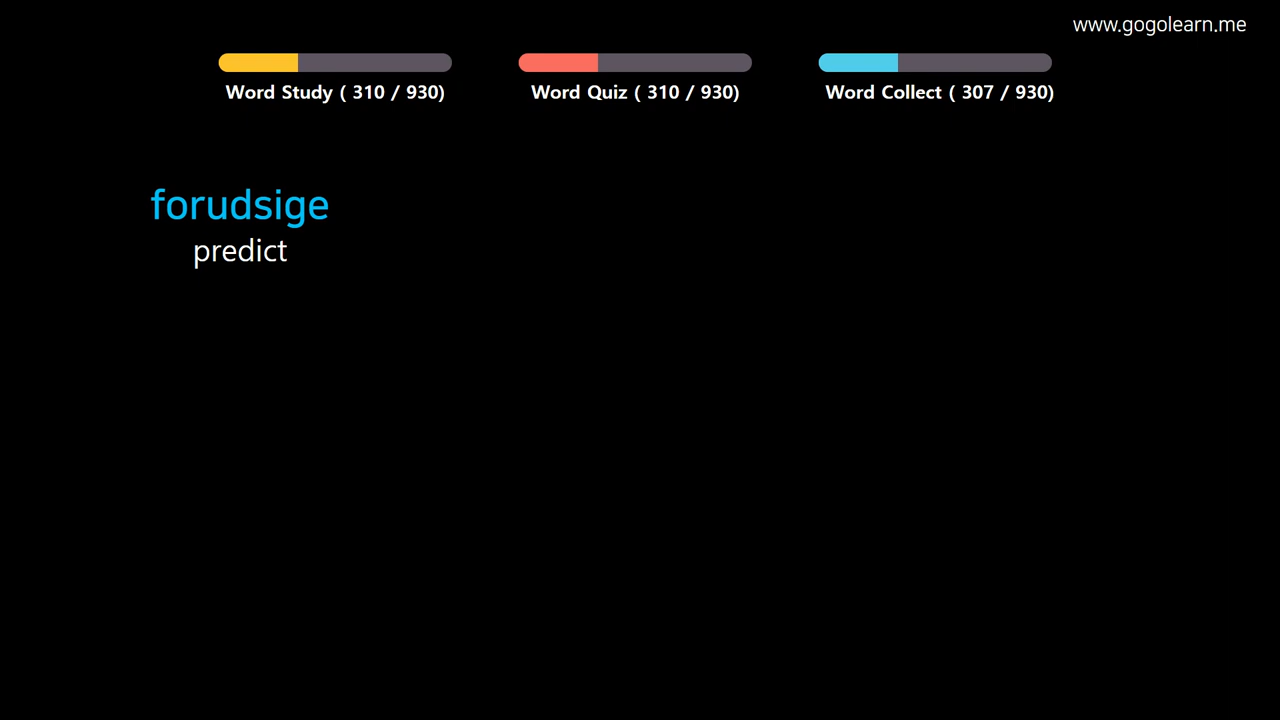 www.gogolearn.me
Word Study ( 310 / 930)
Word Quiz ( 310 / 930)
Word Collect ( 307 / 930)
forudsige
predict